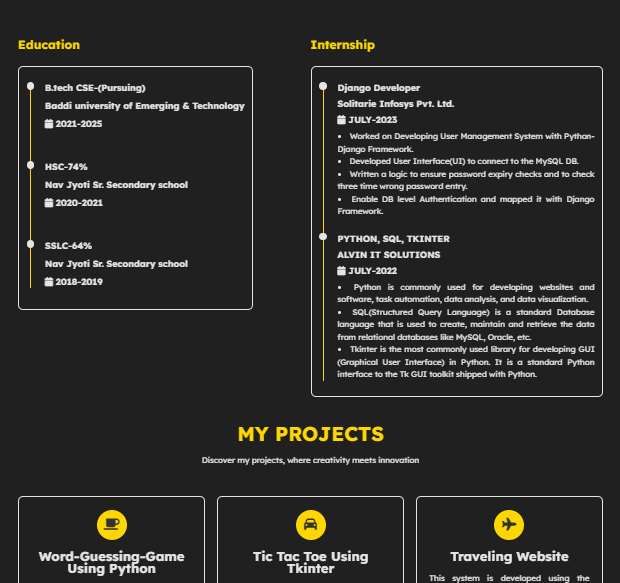 Education
B.tech CSE-(Pursuing)
Baddi university of Emerging & Technology
2021-2025
HSC-74%
Nav Jyoti Sr. Secondary school
2020-2021
SSLC-64%
Nav Jyoti Sr. Secondary school
2018-2019
Internship
Django Developer
Solitarie Infosys Pvt. Ltd.
JULY-2023
• Worked on Developing User Management System with Python-
Django Framework.
• Developed User Interface(UI) to connect to the MySQL DB.
• Written a logic to ensure password expiry checks and to check
three time wrong password entry.
• Enable DB level Authentication and mapped it with Django
Framework.
PYTHON, SQL, TKINTER
ALVIN IT SOLUTIONS
JULY-2022
• Python is commonly used for developing websites and
software, task automation, data analysis, and data visualization.
• SQL(Structured Query Language) is a standard Database
language that is used to create, maintain and retrieve the data
from relational databases like MySQL, Oracle, etc.
• Tkinter is the most commonly used library for developing GUI
(Graphical User Interface) in Python. It is a standard Python
interface to the Tk GUI toolkit shipped with Python.
MY PROJECTS
Discover my projects, where creativity meets innovation
Word-Guessing-Game
Using Python
Tic Tac Toe Using
Tkinter
Traveling Website
This system is developed using the